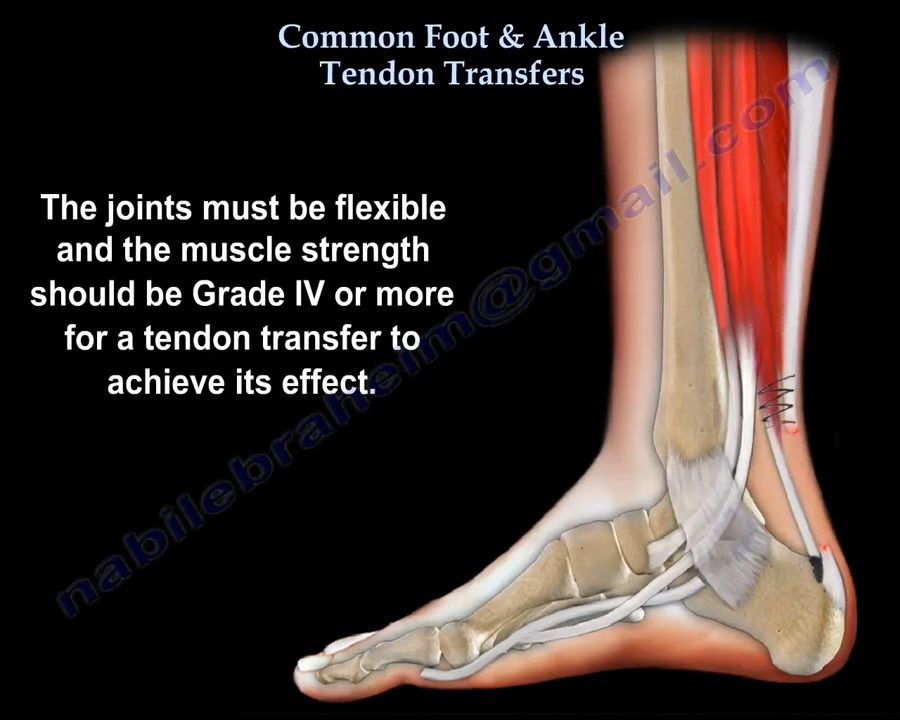 Common Foot & Ankle
Tendon Transfers
The joints must be flexible
and the muscle strength
should be Grade IV or more
for a tendon transfer to
achieve its effect.
nabilebraheim@gmail.com